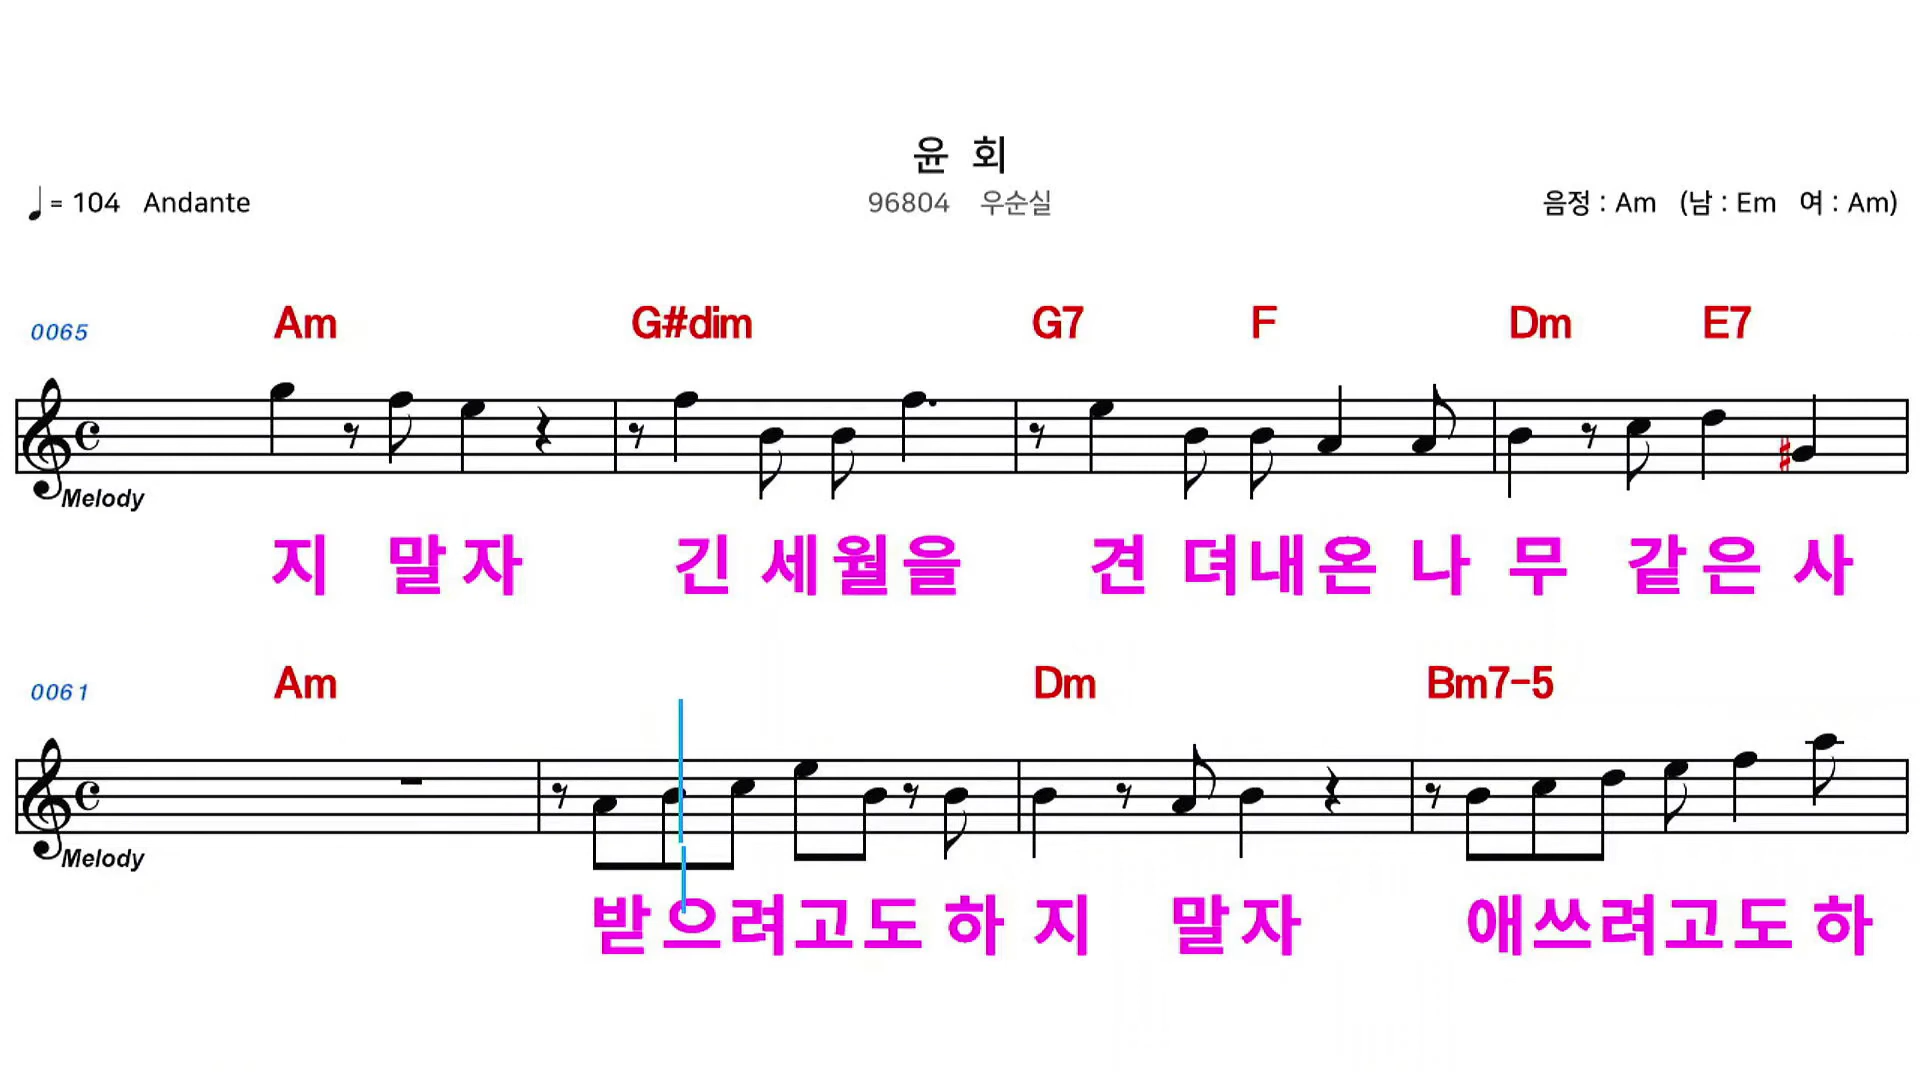 윤 회
♩= 104 Andante
96804 우순실
음정 : Am (남 : Em 여 : Am)
0065 Am G#dim G7 F Dm E7
Melody
지 말자 긴 세월을 견 뎌내온 나 무 같은 사
0061 Am Dm Bm7-5
Melody
받으려고도 하 지 말자 애쓰려고도 하